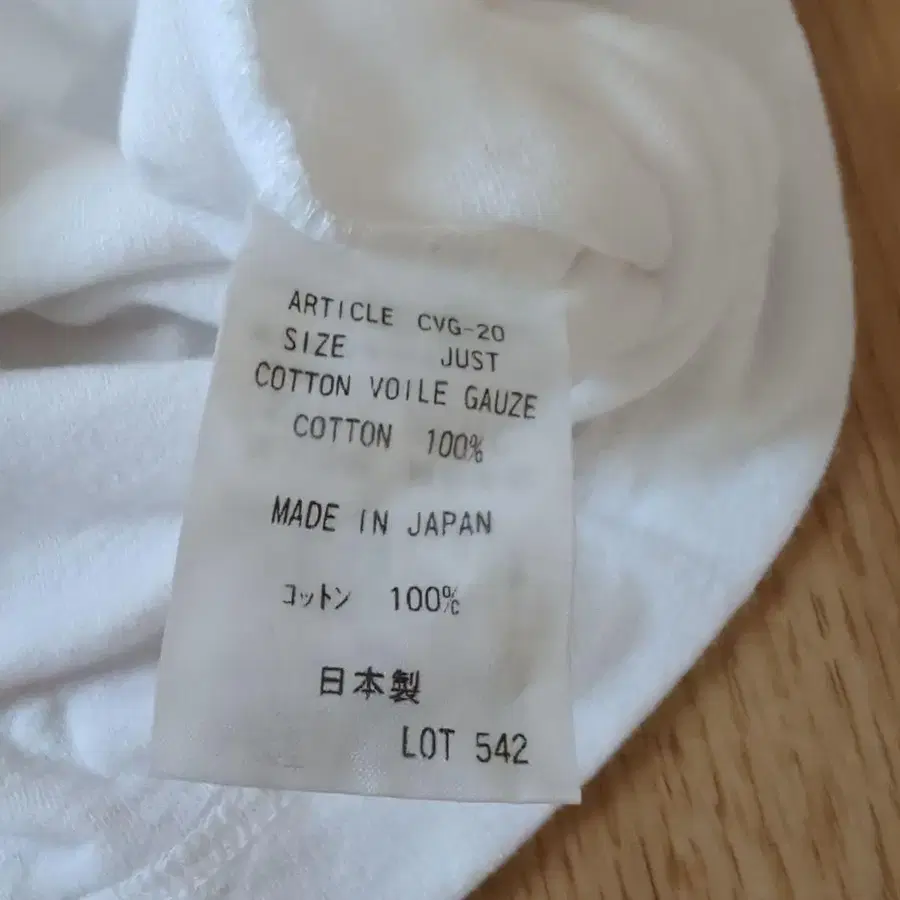 ARTICLE CVG-20
SIZE JUST
COTTON VOILE GAUZE
COTTON 100%
MADE IN JAPAN
コットン 100%
日本製
LOT 542